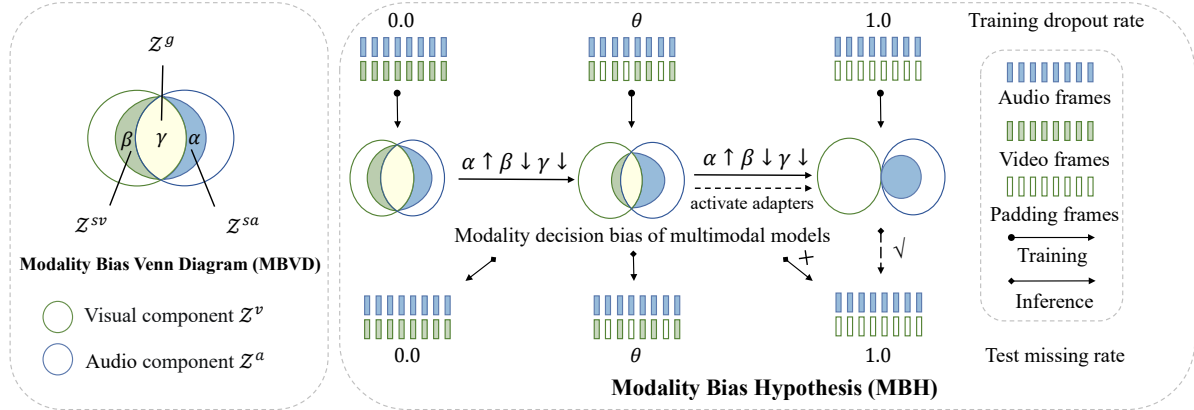 𝒵^g
β
γ
α
𝒵^sv
𝒵^sa
Modality Bias Venn Diagram (MBVD)
Visual component 𝒵^v
Audio component 𝒵^a
0.0
θ
1.0
Training dropout rate
α ↑ β ↓ γ ↓
α ↑ β ↓ γ ↓
activate adapters
Modality decision bias of multimodal models
×
√
0.0
θ
1.0
Test missing rate
Modality Bias Hypothesis (MBH)
Audio frames
Video frames
Padding frames
Training
Inference